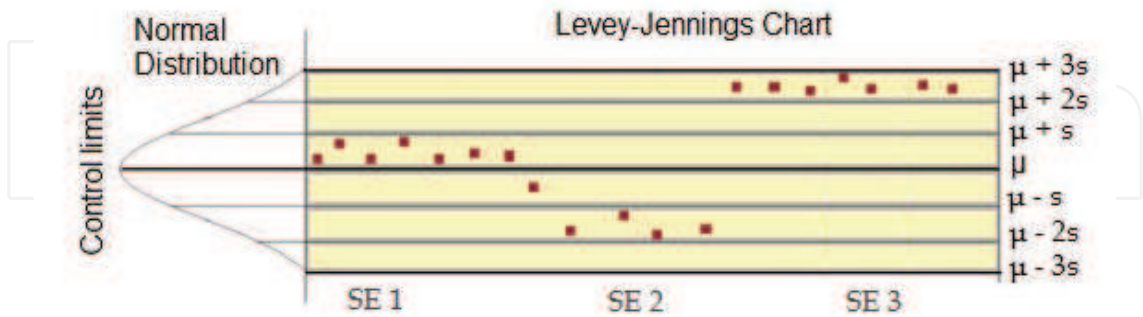 Normal
Distribution
Levey-Jennings Chart
Control limits
μ + 3s
μ + 2s
μ + s
μ
μ - s
μ - 2s
μ - 3s
SE 1
SE 2
SE 3